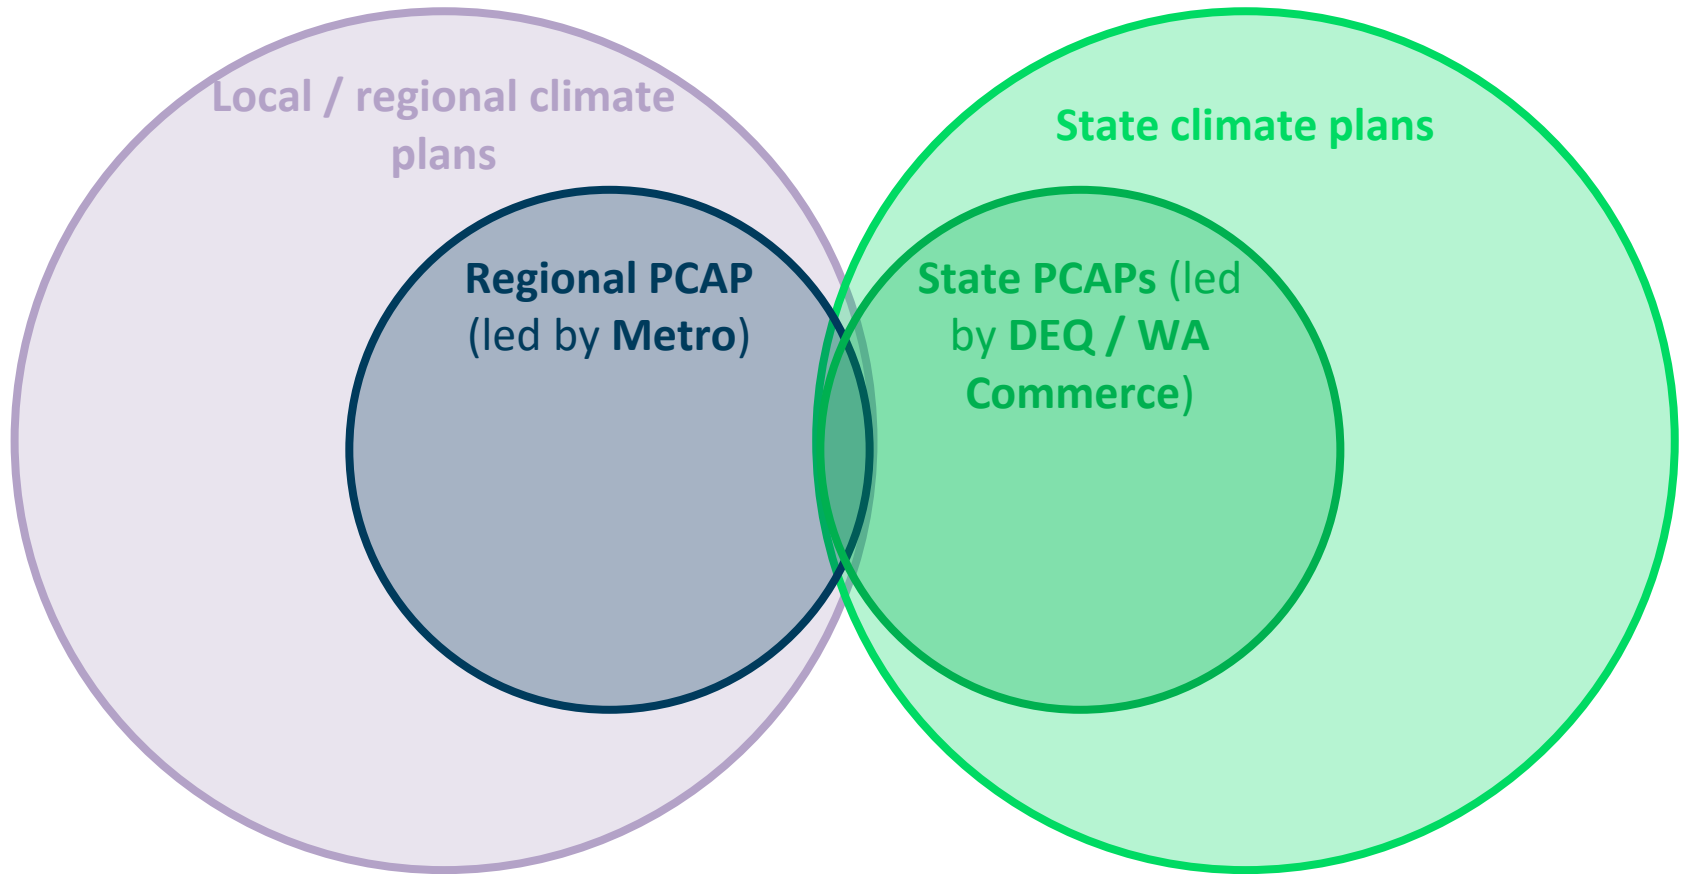 Local / regional climate
plans
State climate plans
Regional PCAP
(led by Metro)
State PCAPs (led
by DEQ / WA
Commerce)